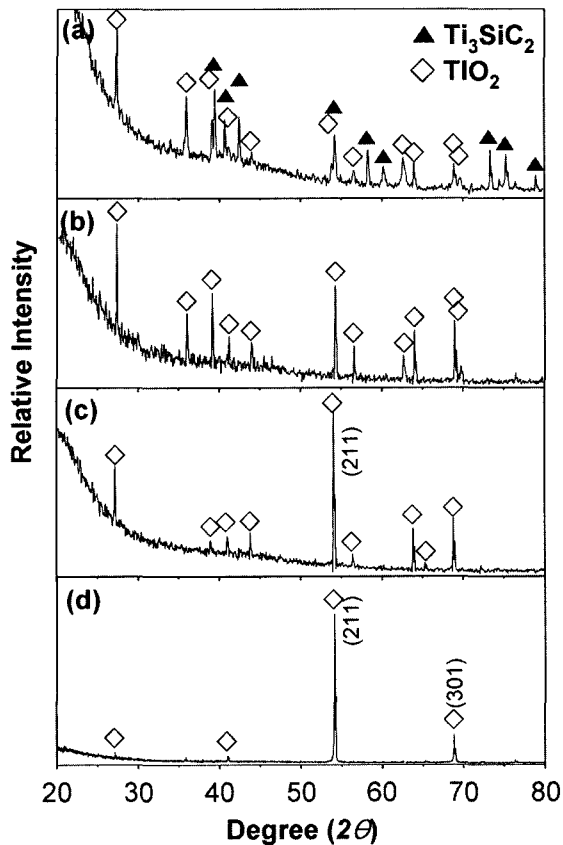 (a)
Ti₃SiC₂
TIO₂
(b)
(c)
(211)
(d)
(211)
(301)
Relative Intensity
20 30 40 50 60 70 80
Degree (2Θ)